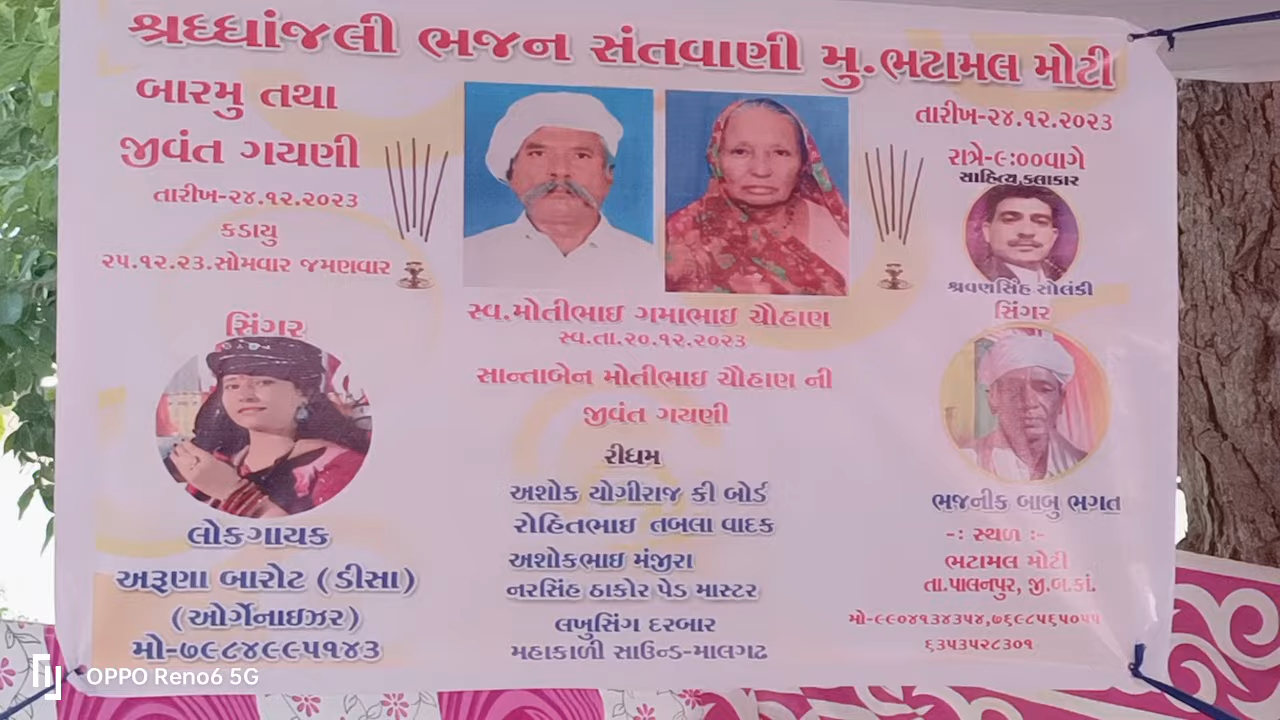 શ્રધ્ધાંજલી ભજન સંતવાણી મુ.ભટામલ મોટી
બારમુ તથા
જીવંત ગયણી
તારીખ-૨૪.૧૨.૨૦૨૩
કડાયુ
૨૫.૧૨.૨૩.સોમવાર જમણવાર
સિંગર
લોકગાયક
અરૂણા બારોટ (ડીસા)
(ઓર્ગેનાઇઝર)
મો-૭૯૮૪૯૯૫૧૪૩
સ્વ.મોતીભાઇ ગમાભાઇ ચૌહાણ
સ્વ.તા.૨૦.૧૨.૨૦૨૩
સાન્તાબેન મોતીભાઇ ચૌહાણ ની
જીવંત ગયણી
રીધમ
અશોક યોગીરાજ કી બોર્ડ
રોહિતભાઇ તબલા વાદક
અશોકભાઇ મંજીરા
નરસિંહ ઠાકોર પેડ માસ્ટર
લખુસિંગ દરબાર
મહાકાળી સાઉન્ડ-માલગઢ
તારીખ-૨૪.૧૨.૨૦૨૩
રાત્રે-૯:૦૦વાગે
સાહિત્ય કલાકાર
શ્રવણસિંહ સોલંકી
સિંગર
ભજનીક બાબુ ભગત
-: સ્થળ :-
ભટામલ મોટી
તા.પાલનપુર, જી.બ.કાં.
મો-૯૯૦૪૧૩૪૩૫૪,૭૬૯૮૫૬૫૦૫૫
૬૩૫૩૫૨૮૩૦૧
OPPO Reno6 5G